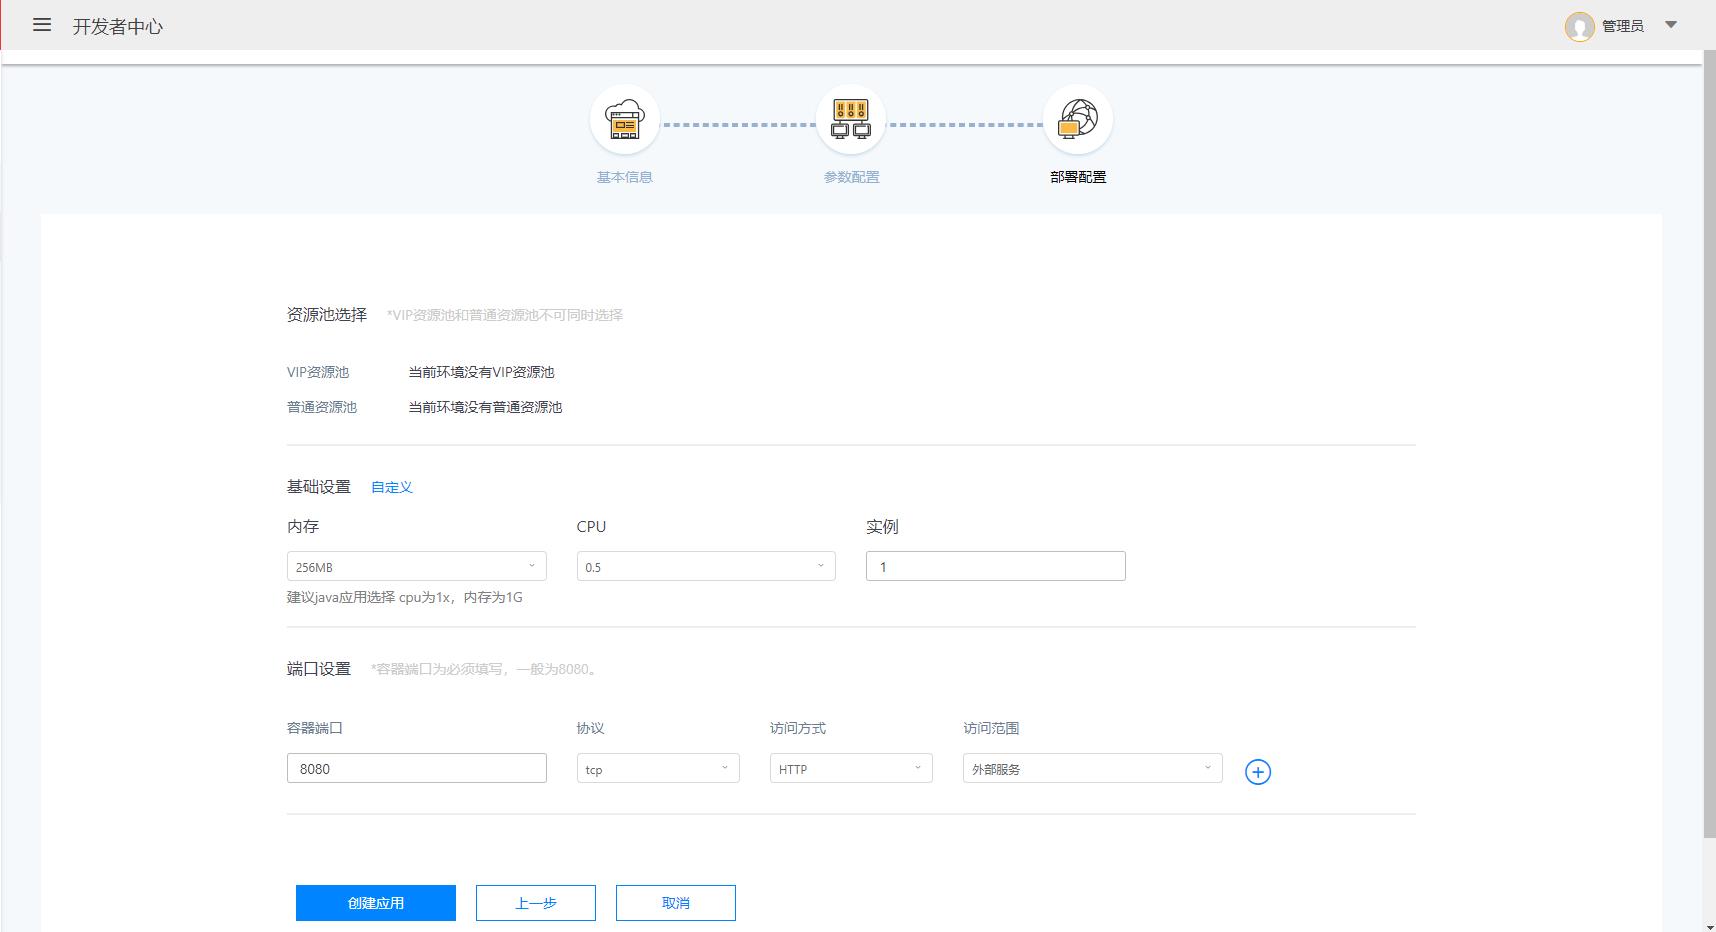 开发者中心
管理员
基本信息
参数配置
部署配置
资源池选择 *VIP资源池和普通资源池不可同时选择
VIP资源池 当前环境没有VIP资源池
普通资源池 当前环境没有普通资源池
基础设置 自定义
内存 CPU 实例
256MB 0.5 1
建议java应用选择 cpu为1x，内存为1G
端口设置 *容器端口为必须填写，一般为8080。
容器端口 协议 访问方式 访问范围
8080 tcp HTTP 外部服务
创建应用 上一步 取消